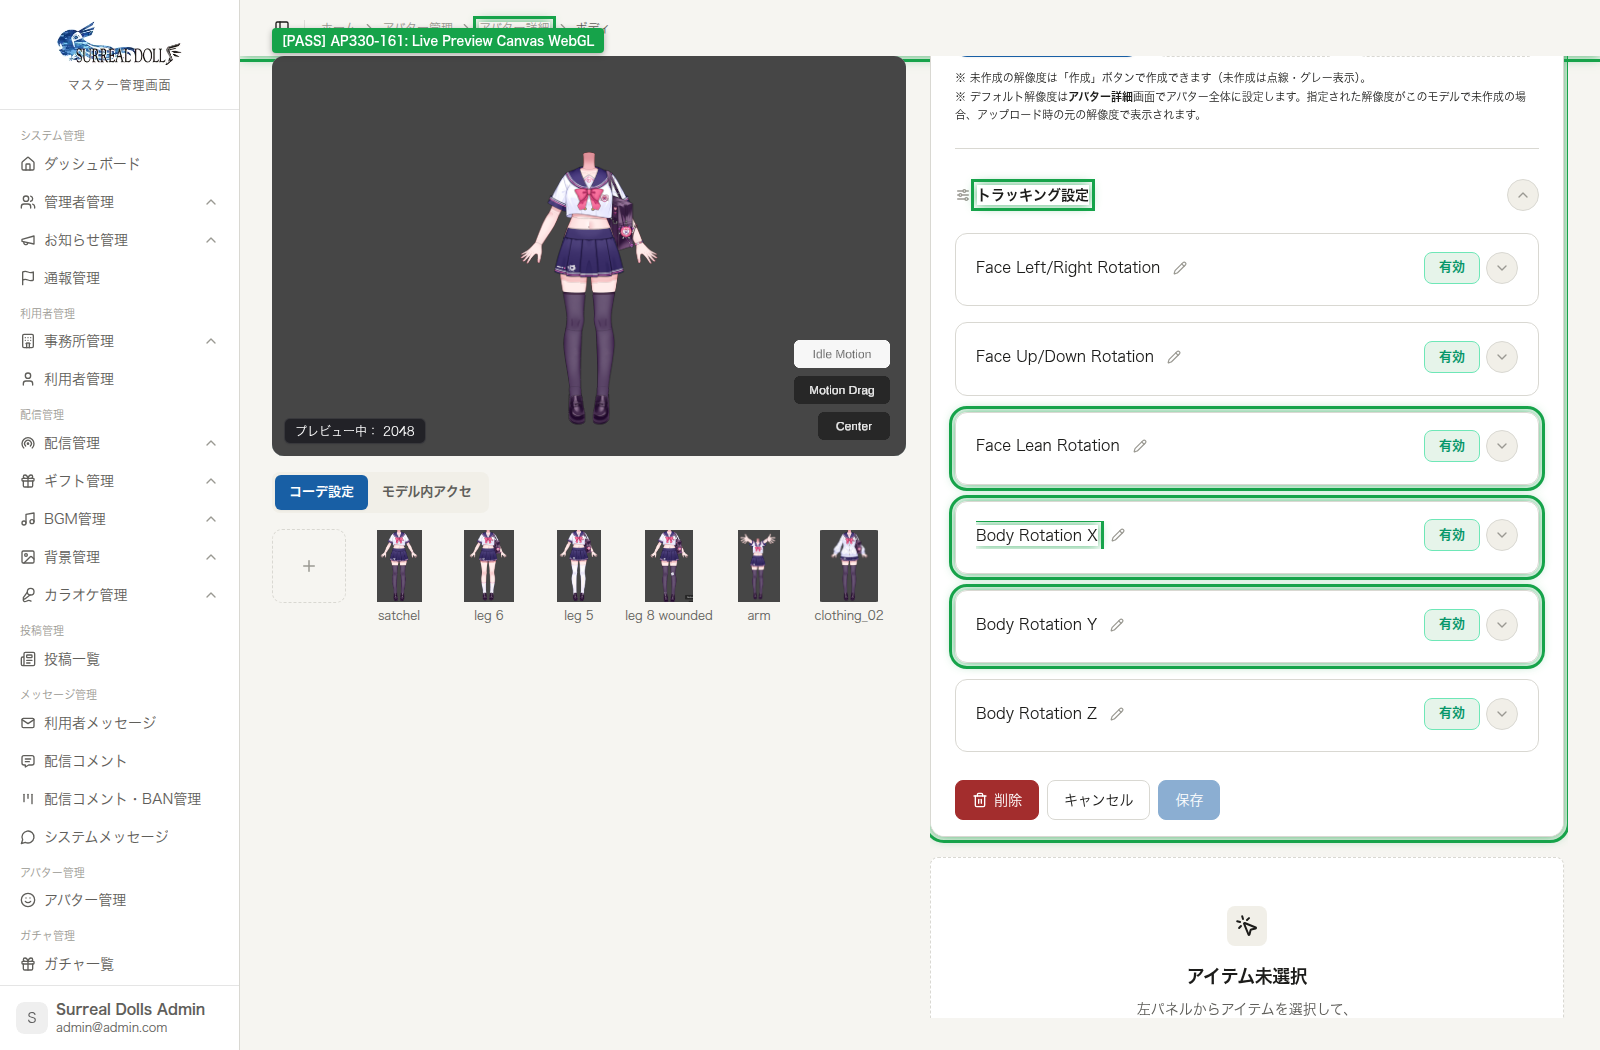 SURREAL DOLL
マスター管理画面
システム管理
ダッシュボード
管理者管理
お知らせ管理
通報管理
利用者管理
事務所管理
利用者管理
配信管理
配信管理
ギフト管理
BGM管理
背景管理
カラオケ管理
投稿管理
投稿一覧
メッセージ管理
利用者メッセージ
配信コメント
配信コメント・BAN管理
システムメッセージ
アバター管理
アバター管理
ガチャ管理
ガチャ一覧
S
Surreal Dolls Admin
admin@admin.com
ホーム アバター管理 アバター詳細 ボディ
[PASS] AP330-161: Live Preview Canvas WebGL
Idle Motion
Motion Drag
Center
プレビュー中： 2048
コーデ設定 モデル内アクセ
satchel leg 6 leg 5 leg 8 wounded arm clothing_02
※ 未作成の解像度は「作成」ボタンで作成できます（未作成は点線・グレー表示）。
※ デフォルト解像度はアバター詳細画面でアバター全体に設定します。指定された解像度がこのモデルで未作成の場
合、アップロード時の元の解像度で表示されます。
トラッキング設定
Face Left/Right Rotation 有効
Face Up/Down Rotation 有効
Face Lean Rotation 有効
Body Rotation X 有効
Body Rotation Y 有効
Body Rotation Z 有効
削除 キャンセル 保存
アイテム未選択
左パネルからアイテムを選択して、